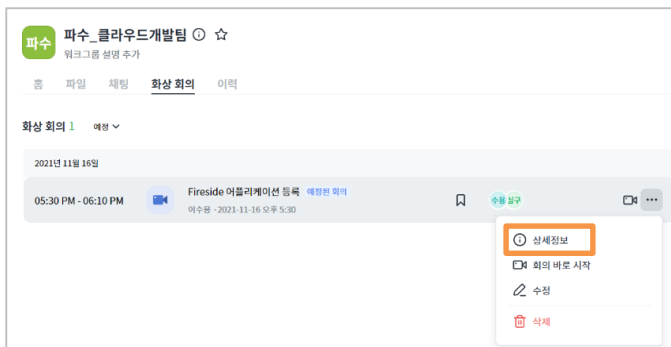 파수
파수_클라우드개발팀
워크그룹 설명 추가
홈 파일 채팅 화상 회의 이력
화상 회의 1 예정
2021년 11월 16일
05:30 PM - 06:10 PM
Fireside 어플리케이션 등록 예정된 회의
이수용 - 2021-11-16 오후 5:30
수용 실구
상세정보
회의 바로 시작
수정
삭제